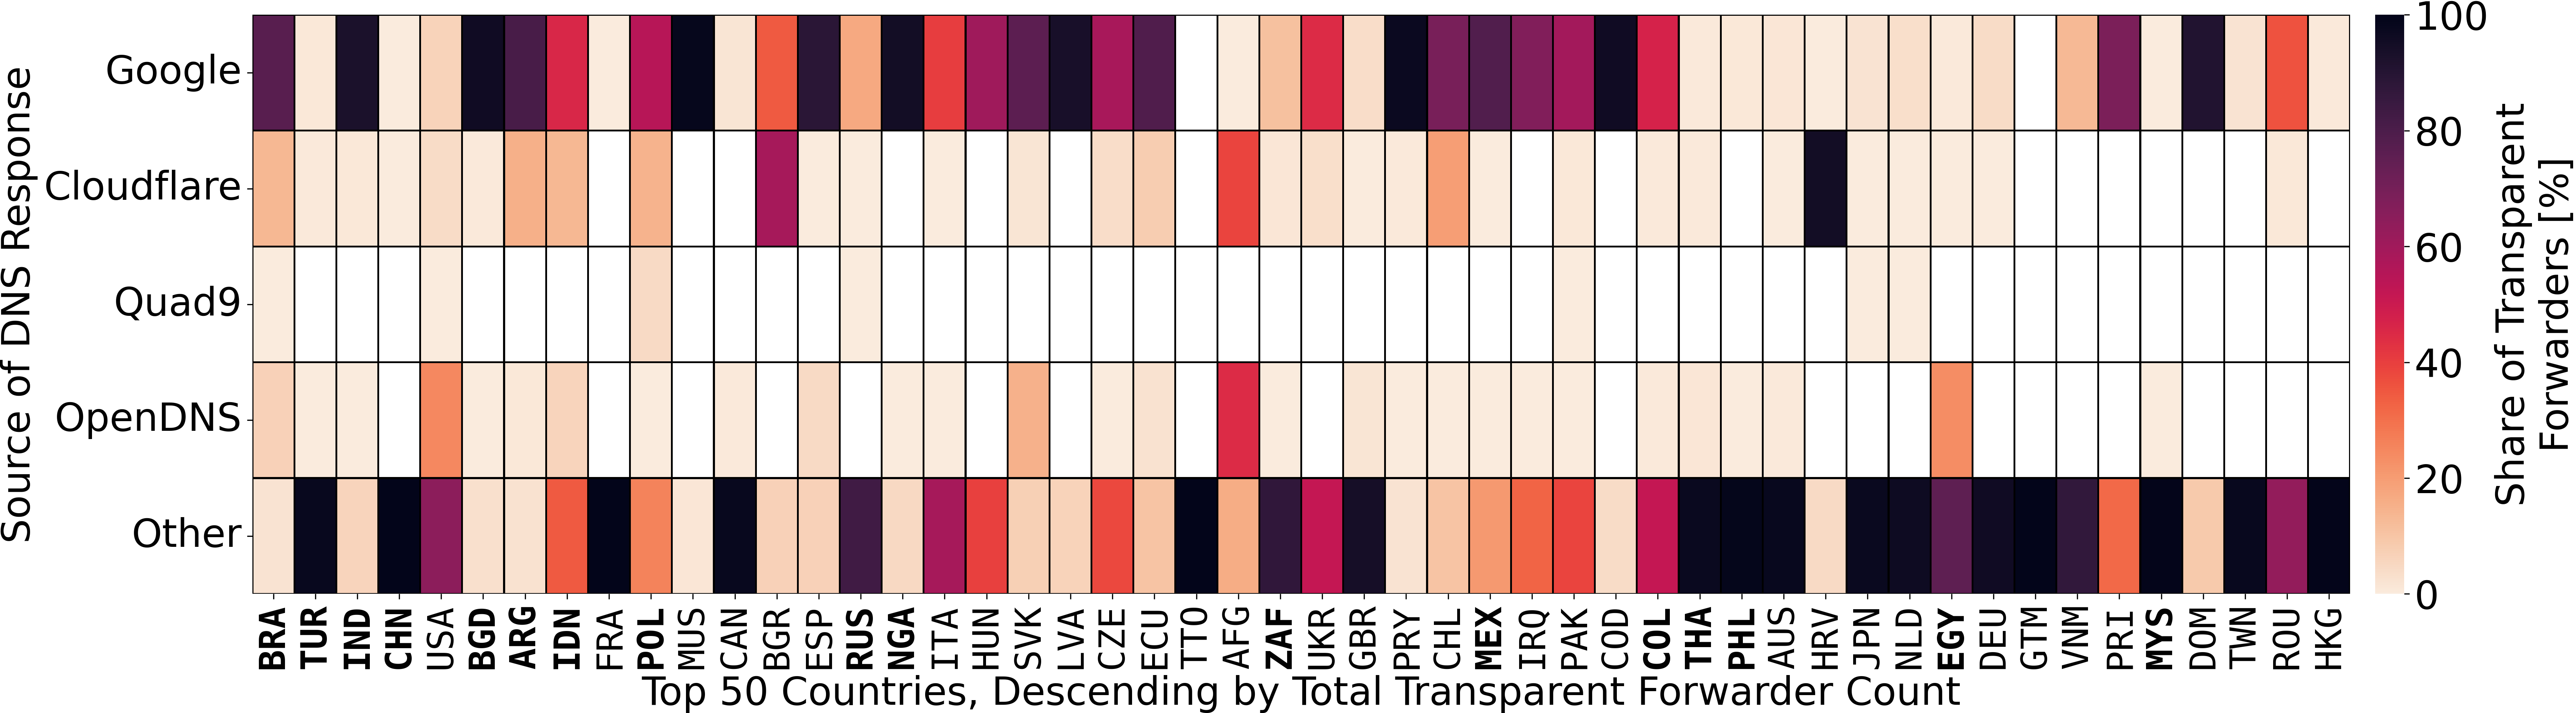 Source of DNS Response
Google
Cloudflare
Quad9
OpenDNS
Other
BRA
TUR
IND
CHN
USA
BGD
ARG
IDN
FRA
POL
MUS
CAN
BGR
ESP
RUS
NGA
ITA
HUN
SVK
LVA
CZE
ECU
TTO
AFG
ZAF
UKR
GBR
PRY
CHL
MEX
IRQ
PAK
COD
COL
THA
PHL
AUS
HRV
JPN
NLD
EGY
DEU
GTM
VNM
PRI
MYS
DOM
TWN
ROU
HKG
Top 50 Countries, Descending by Total Transparent Forwarder Count
100
80
60
40
20
0
Share of Transparent
Forwarders [%]